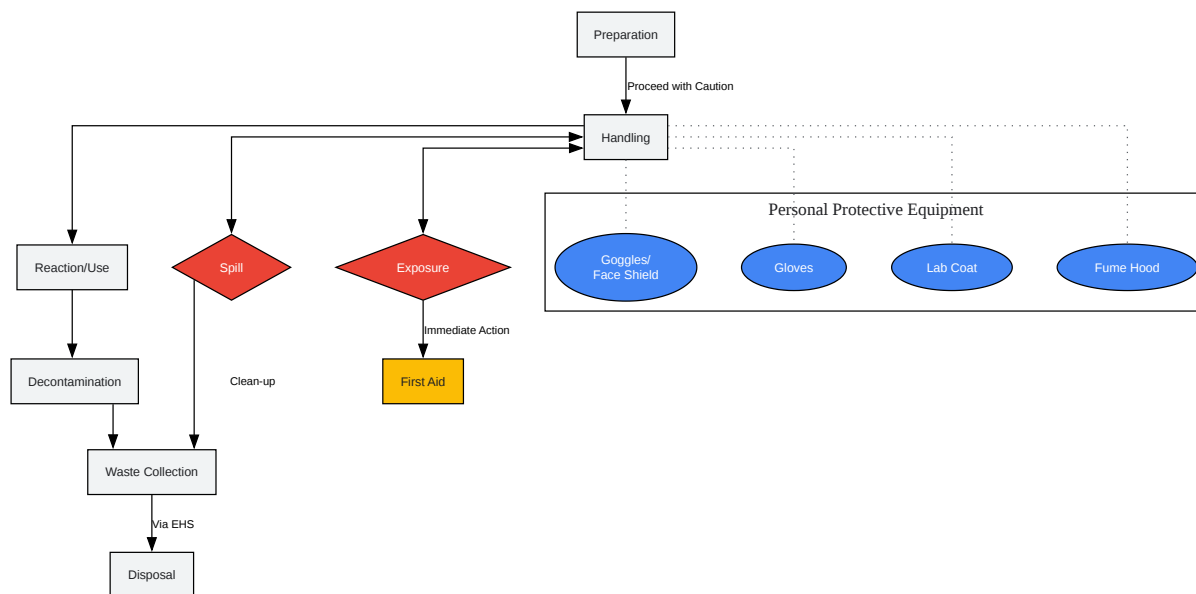 Preparation
Proceed with Caution
Handling
Personal Protective Equipment
Reaction/Use
Spill
Exposure
Goggles/
Face Shield
Gloves
Lab Coat
Fume Hood
Immediate Action
Decontamination
Clean-up
First Aid
Waste Collection
Via EHS
Disposal